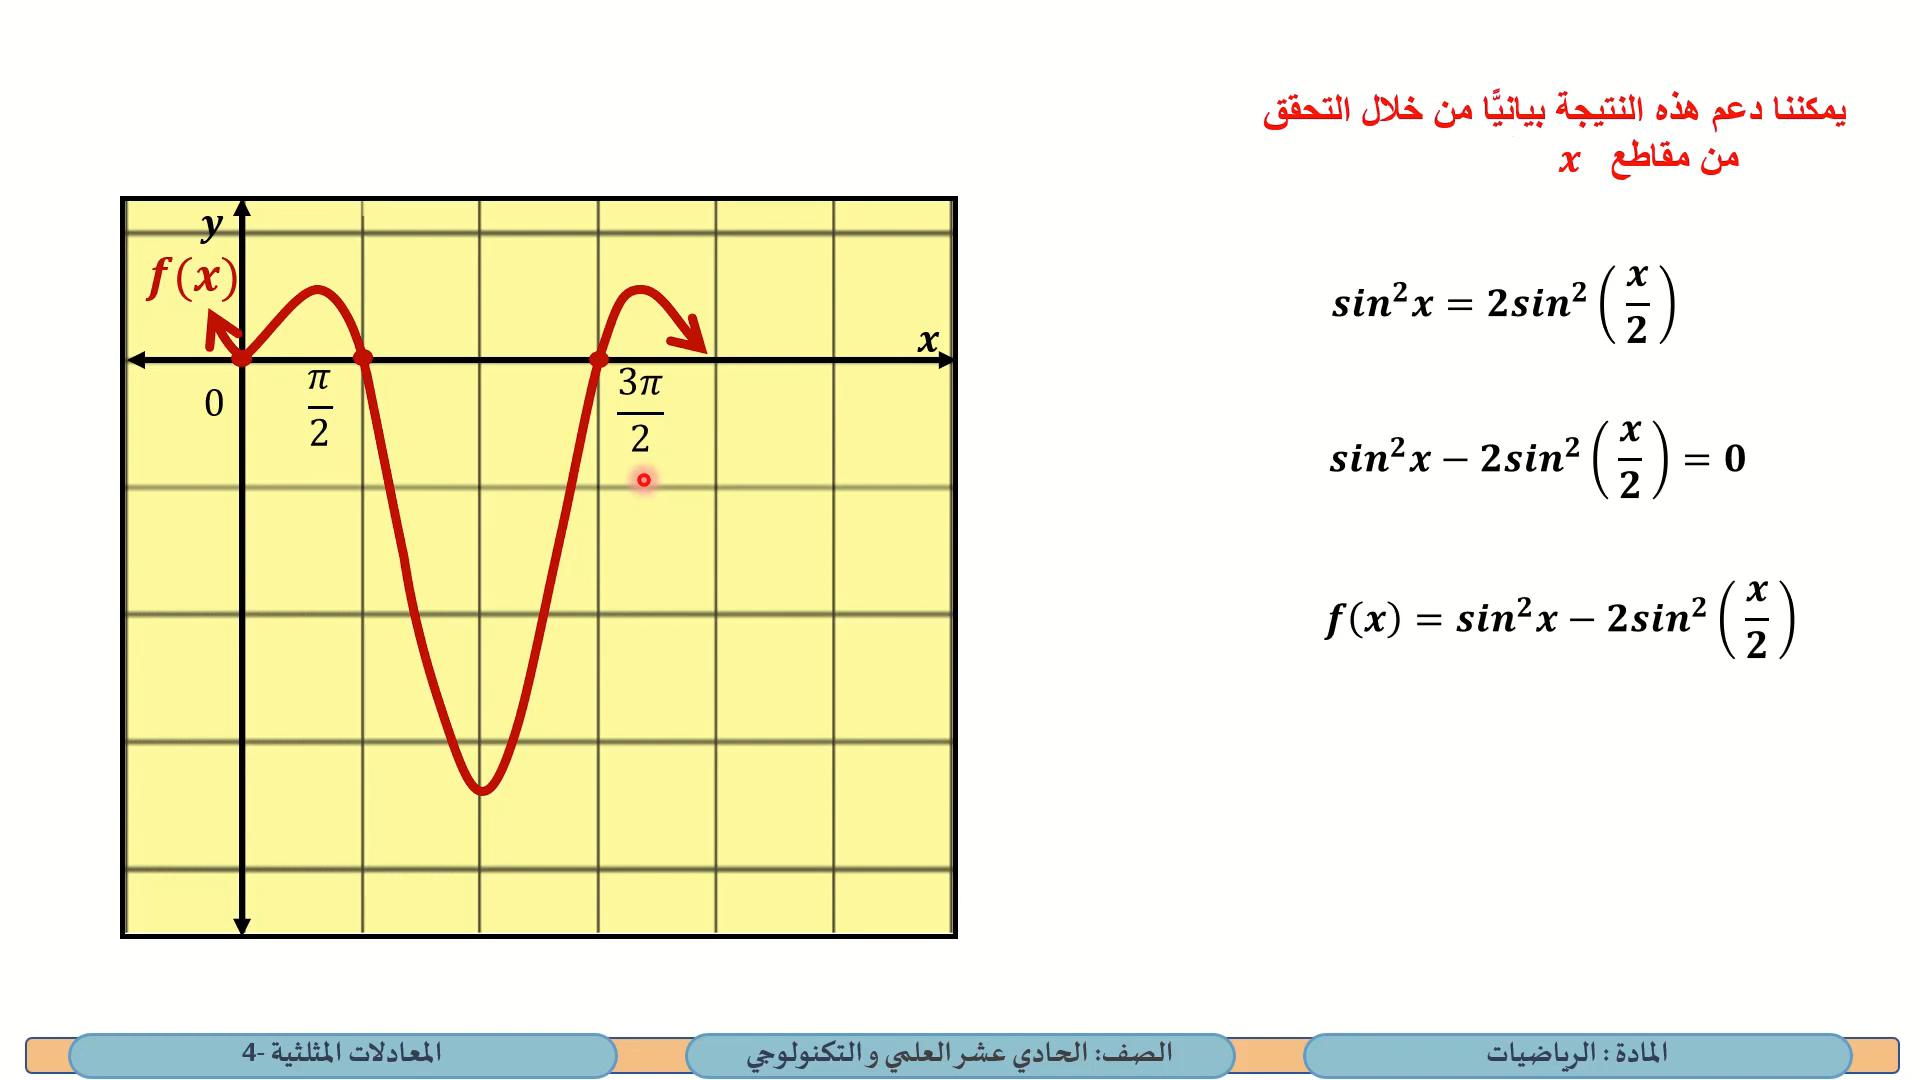 يمكننا دعم هذه النتيجة بيانيًّا من خلال التحقق
من مقاطع x
sin²x = 2sin²(x/2)
sin²x − 2sin²(x/2) = 0
f(x) = sin²x − 2sin²(x/2)
y
f(x)
x
0
π/2
3π/2
المادة : الرياضيات
الصف: الحادي عشر العلمي و التكنولوجي
المعادلات المثلثية -4